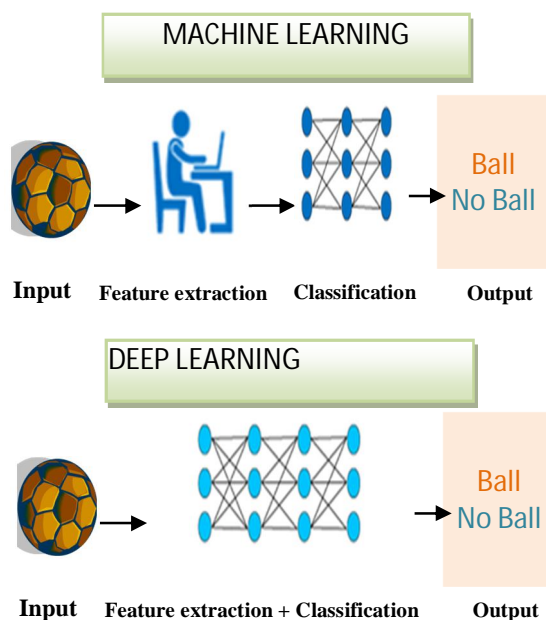 MACHINE LEARNING
Ball
No Ball
Input Feature extraction Classification Output
DEEP LEARNING
Ball
No Ball
Input Feature extraction + Classification Output